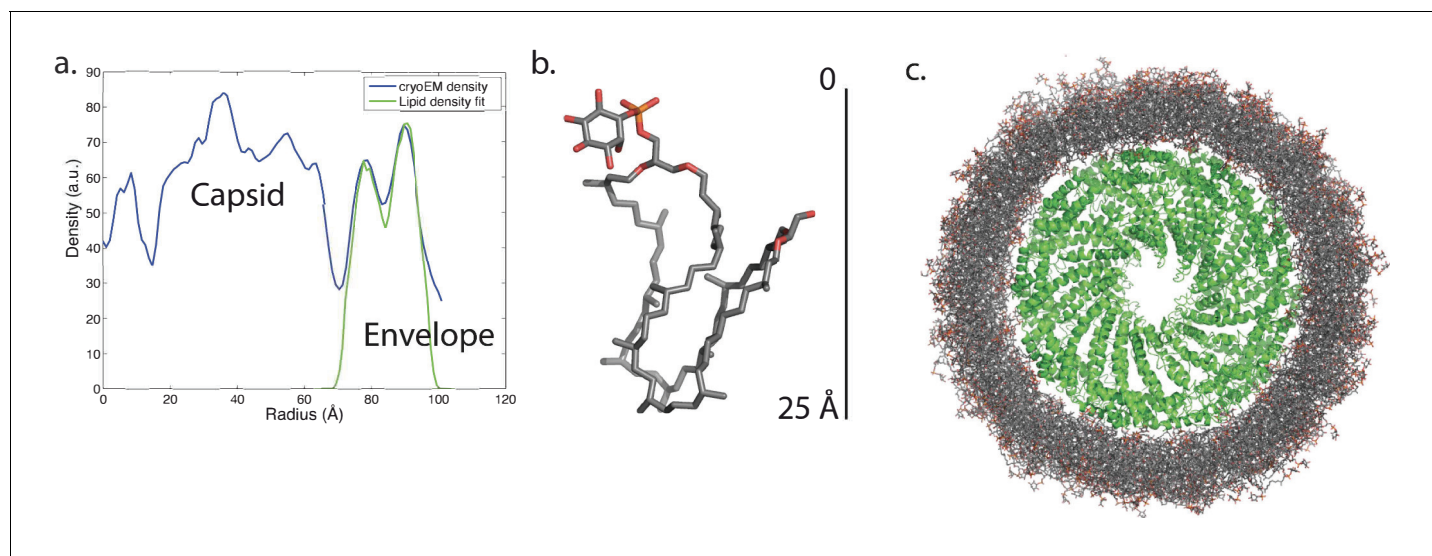 a.
90
80
70
60
50
40
30
20
10
0
Density (a.u.)
cryoEM density
Lipid density fit
Capsid
Envelope
0 20 40 60 80 100 120
Radius (Å)
b.
0
25 Å
c.